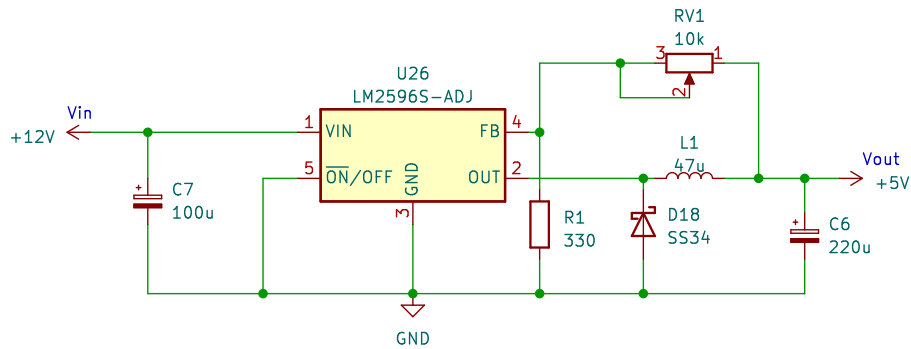 RV1
10k
3
1
2
U26
LM2596S-ADJ
Vin
+12V
1
VIN
FB
4
5
ON/OFF
GND
OUT
2
3
L1
47u
Vout
+5V
C7
100u
R1
330
D18
SS34
C6
220u
+
+
GND